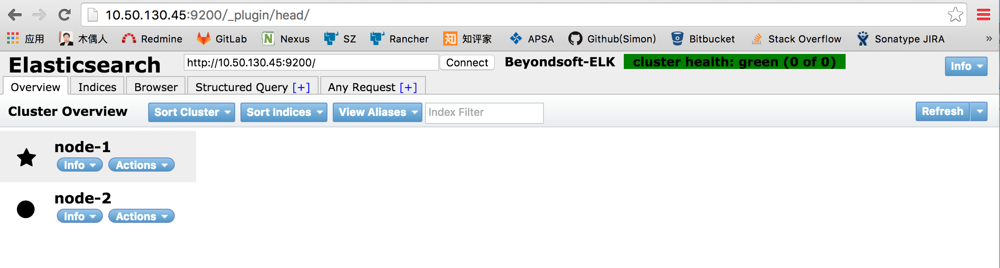 10.50.130.45:9200/_plugin/head/
应用 木偶人 Redmine GitLab Nexus SZ Rancher 知评家 APSA Github(Simon) Bitbucket Stack Overflow Sonatype JIRA »
Elasticsearch http://10.50.130.45:9200/ Connect Beyondsoft-ELK cluster health: green (0 of 0) Info
Overview Indices Browser Structured Query [+] Any Request [+]
Cluster Overview Sort Cluster Sort Indices View Aliases Index Filter Refresh
node-1
Info Actions
node-2
Info Actions